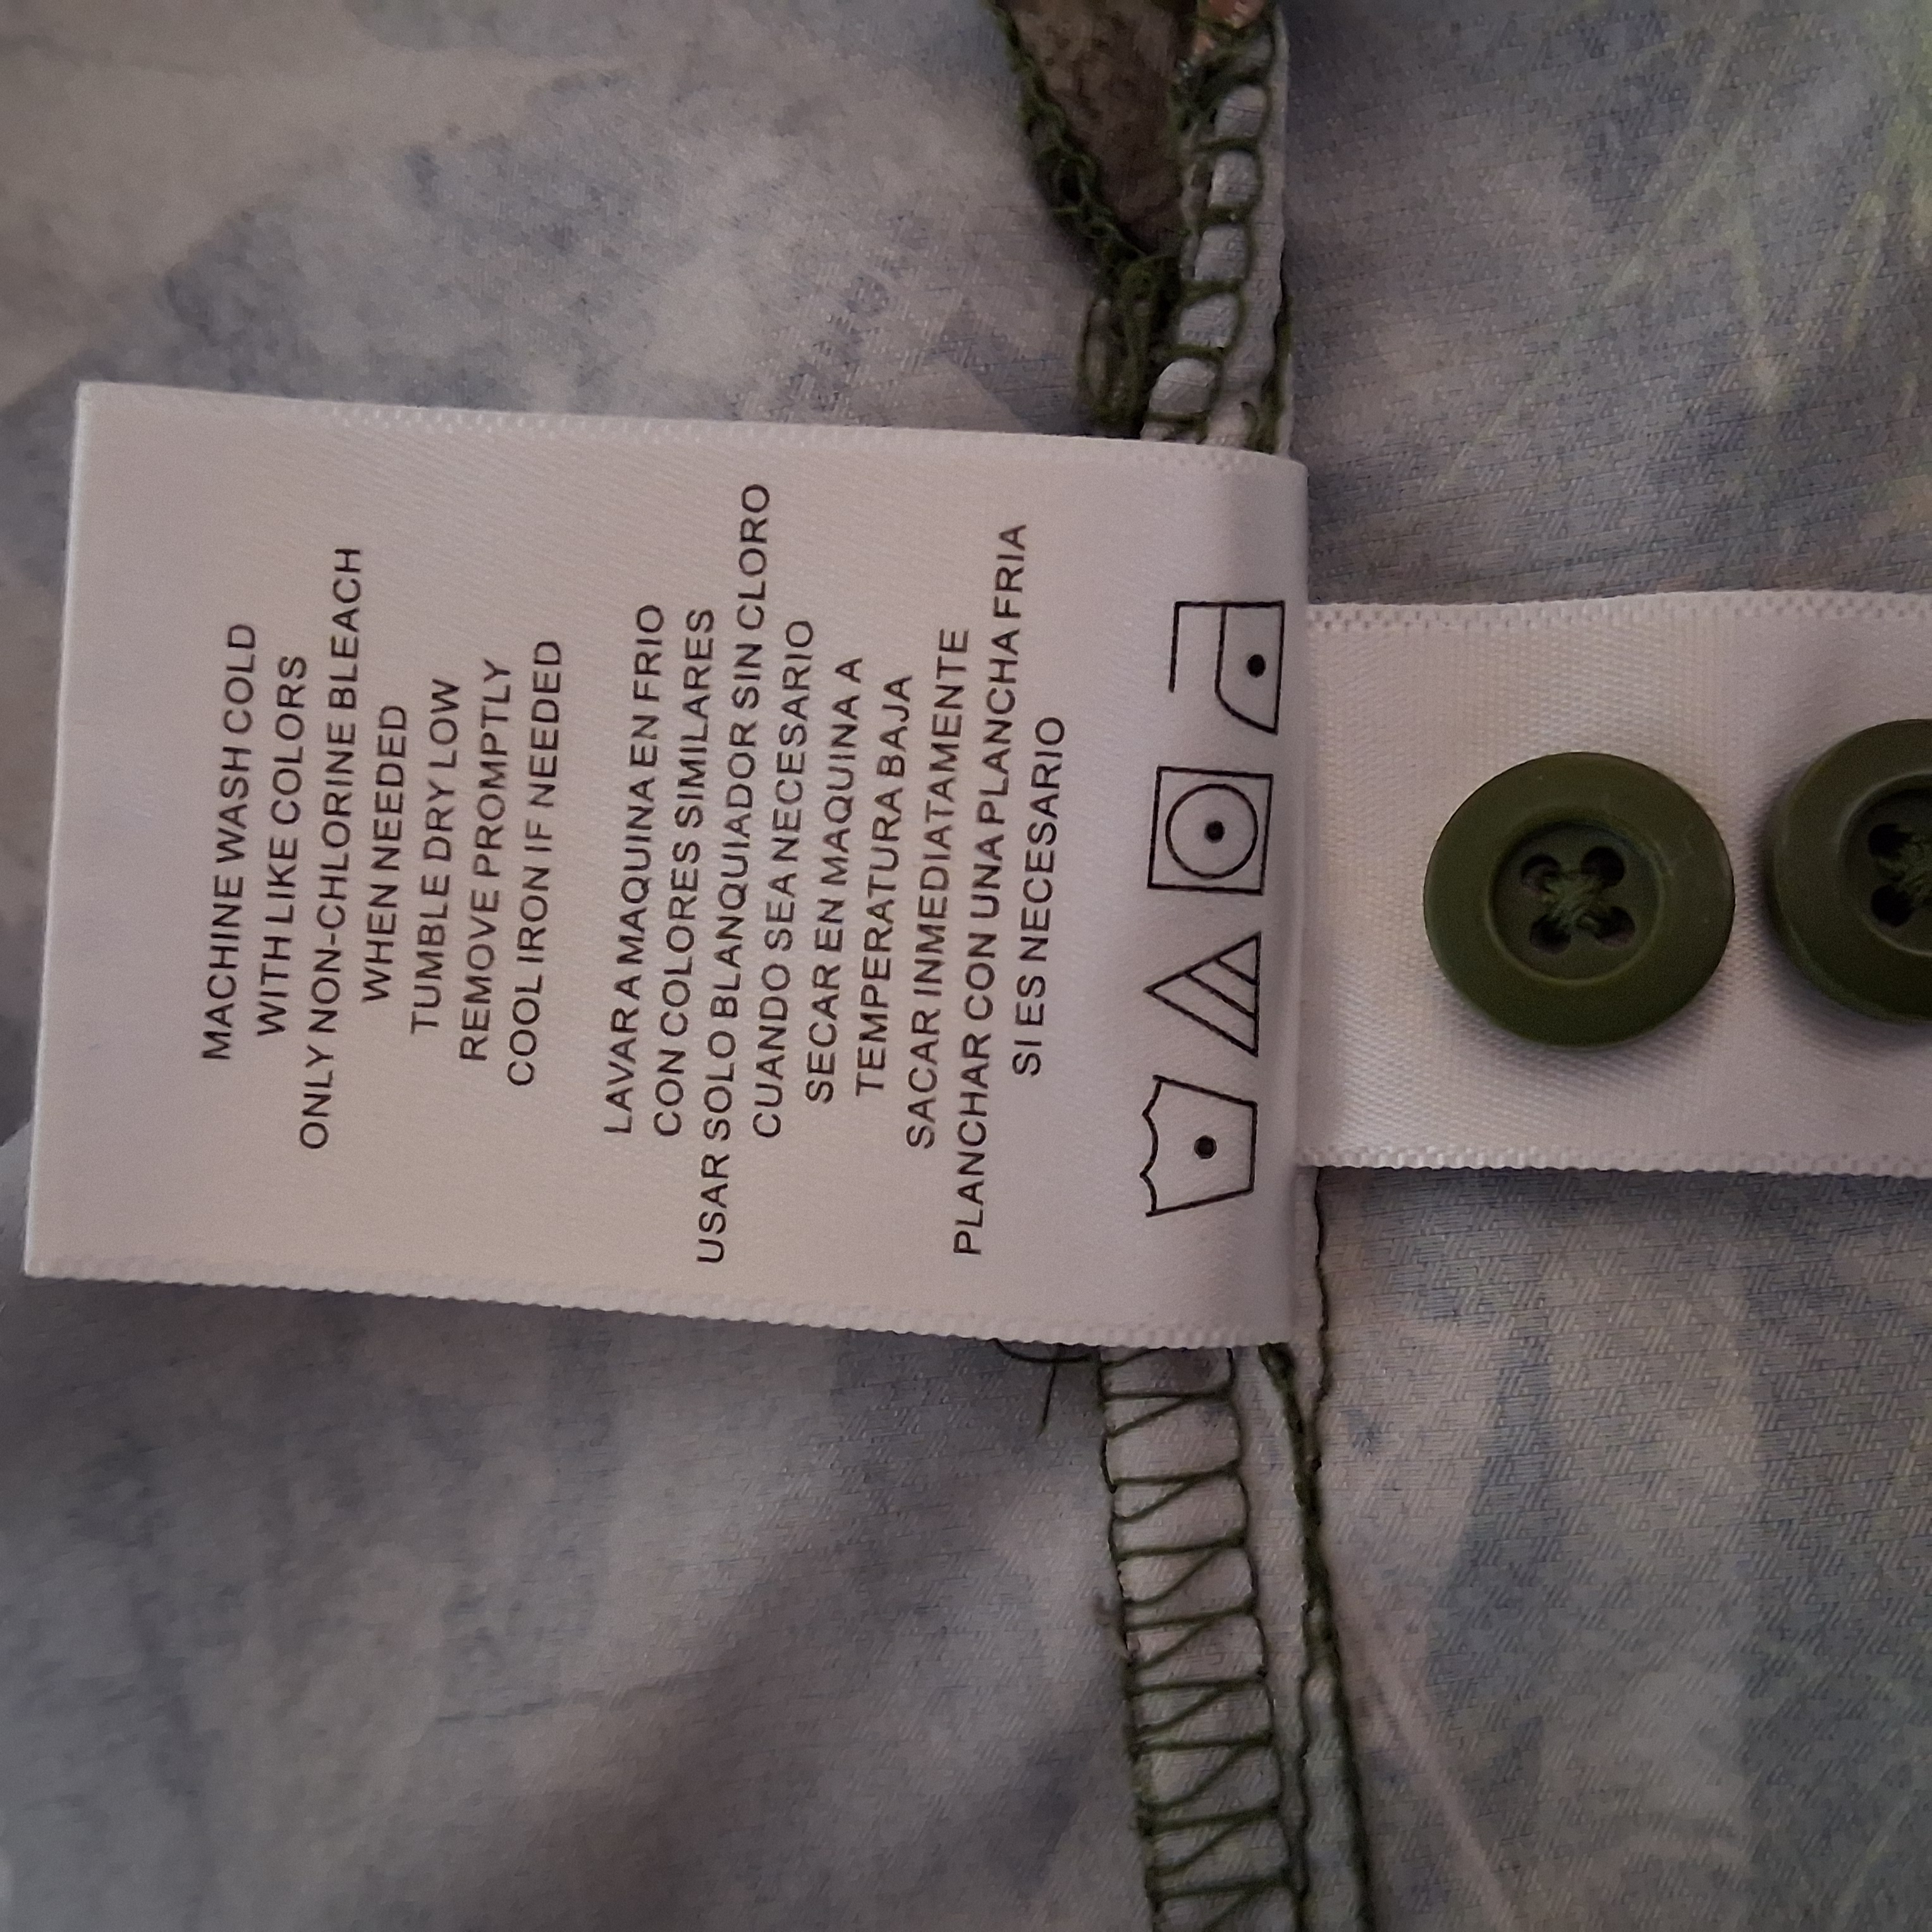 MACHINE WASH COLD
WITH LIKE COLORS
ONLY NON-CHLORINE BLEACH
WHEN NEEDED
TUMBLE DRY LOW
REMOVE PROMPTLY
COOL IRON IF NEEDED
LAVAR A MAQUINA EN FRIO
CON COLORES SIMILARES
USAR SOLO BLANQUIADOR SIN CLORO
CUANDO SEA NECESARIO
SECAR EN MAQUINA A
TEMPERATURA BAJA
SACAR INMEDIATAMENTE
PLANCHAR CON UNA PLANCHA FRIA
SI ES NECESARIO